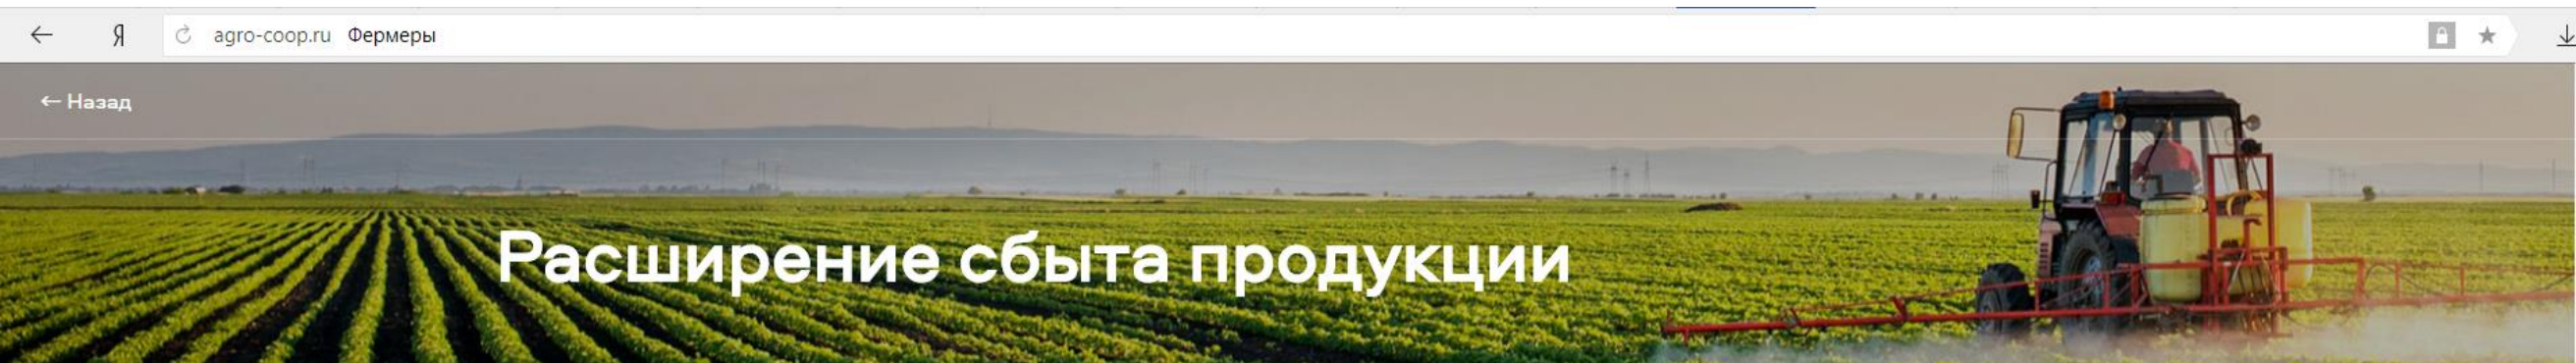 Я agro-coop.ru Фермеры
← Назад
Расширение сбыта продукции